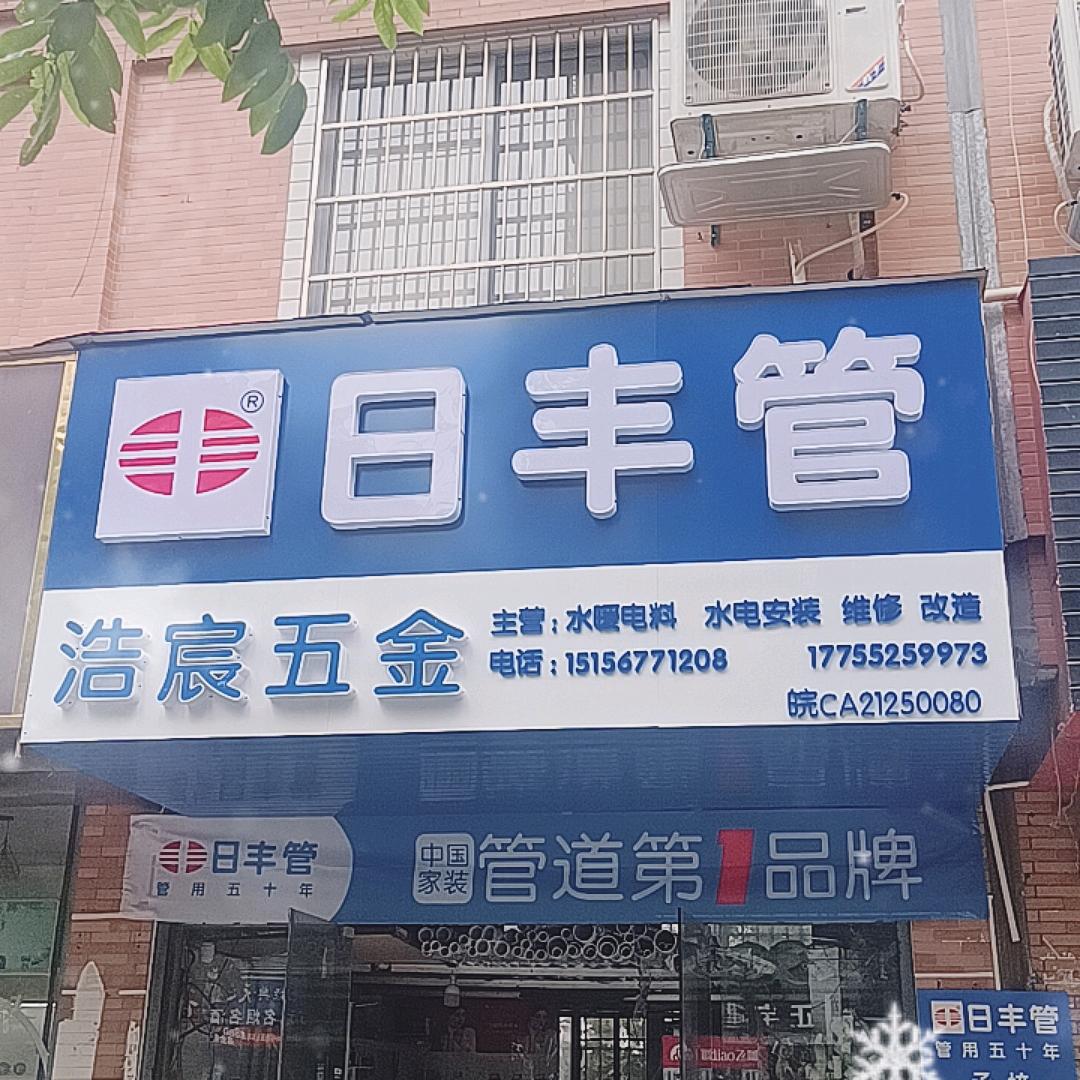 ® 日丰管
浩宸五金
主营:水暖电料 水电安装 维修 改造
电话:15156771208 17755259973
皖CA21250080
日丰管
管用五十年
中国家装 管道第1品牌
日丰管
管用五十年